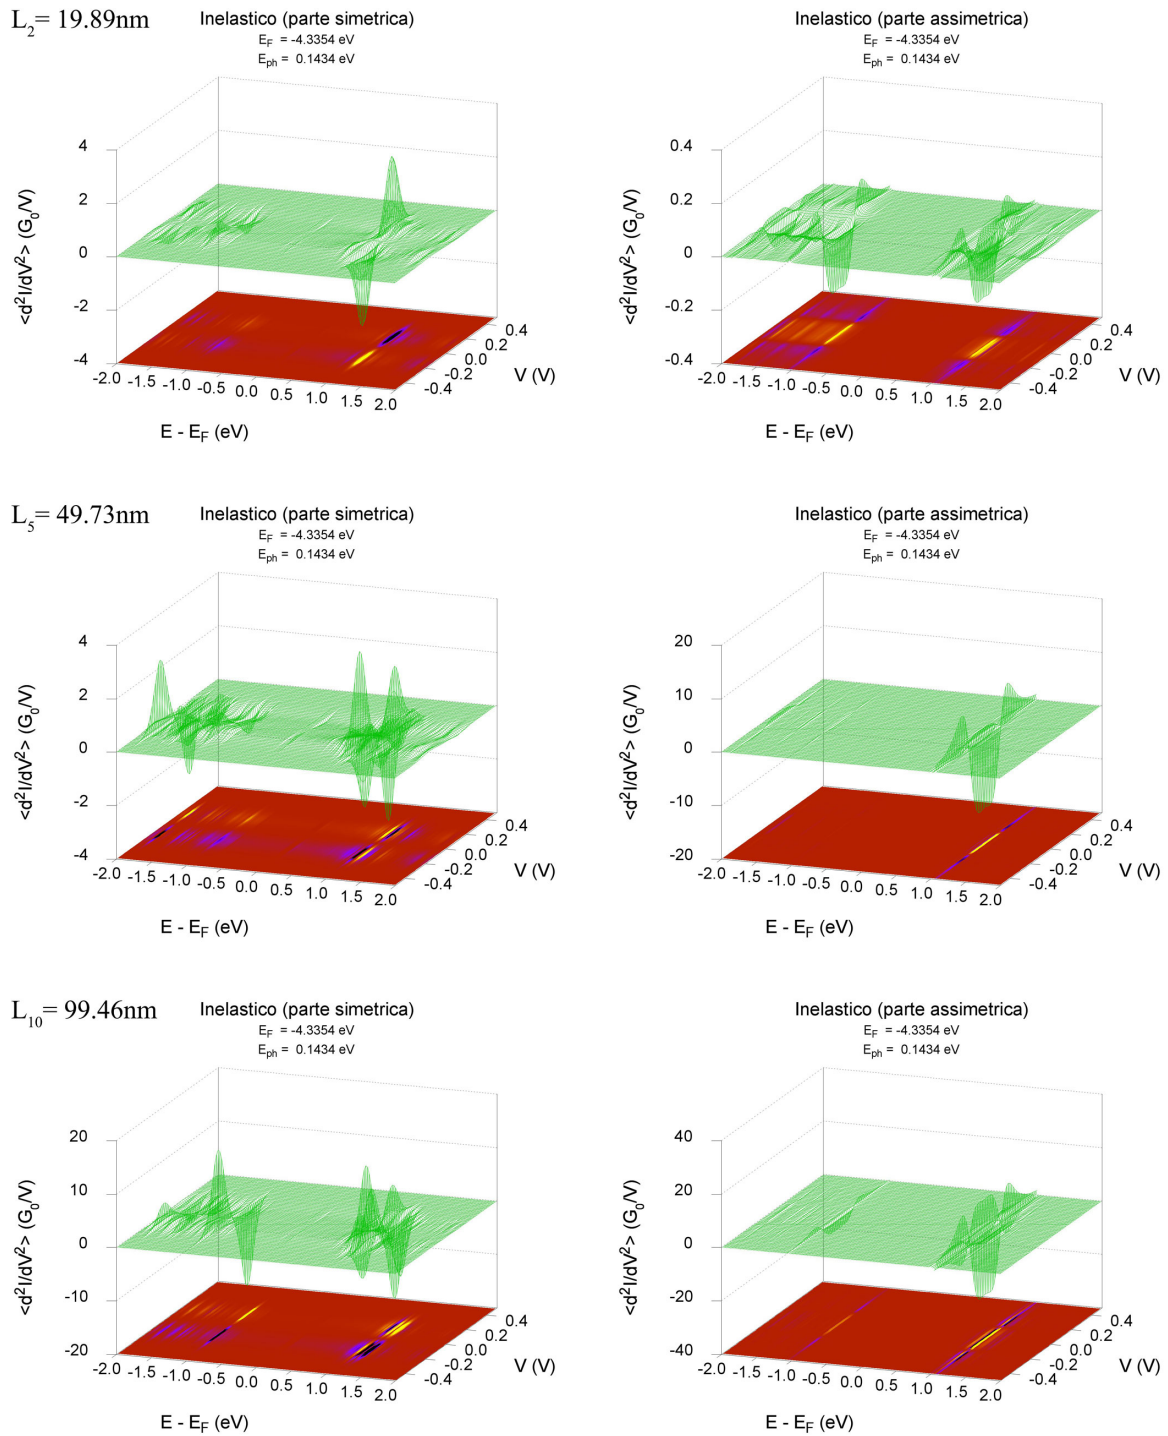 L2= 19.89nm
Inelastico (parte simetrica)
EF = -4.3354 eV
Eph = 0.1434 eV
4
2
0
-2
-4
<d²I/dV²> (G0/V)
-2.0 -1.5 -1.0 -0.5 0.0 0.5 1.0 1.5 2.0
E - EF (eV)
0.4
0.2
0.0
-0.2
-0.4
V (V)
Inelastico (parte assimetrica)
EF = -4.3354 eV
Eph = 0.1434 eV
0.4
0.2
0
-0.2
-0.4
<d²I/dV²> (G0/V)
-2.0 -1.5 -1.0 -0.5 0.0 0.5 1.0 1.5 2.0
E - EF (eV)
0.4
0.2
0.0
-0.2
-0.4
V (V)
L5= 49.73nm
Inelastico (parte simetrica)
EF = -4.3354 eV
Eph = 0.1434 eV
4
2
0
-2
-4
<d²I/dV²> (G0/V)
-2.0 -1.5 -1.0 -0.5 0.0 0.5 1.0 1.5 2.0
E - EF (eV)
0.4
0.2
0.0
-0.2
-0.4
V (V)
Inelastico (parte assimetrica)
EF = -4.3354 eV
Eph = 0.1434 eV
20
10
0
-10
-20
<d²I/dV²> (G0/V)
-2.0 -1.5 -1.0 -0.5 0.0 0.5 1.0 1.5 2.0
E - EF (eV)
0.4
0.2
0.0
-0.2
-0.4
V (V)
L10= 99.46nm
Inelastico (parte simetrica)
EF = -4.3354 eV
Eph = 0.1434 eV
20
10
0
-10
-20
<d²I/dV²> (G0/V)
-2.0 -1.5 -1.0 -0.5 0.0 0.5 1.0 1.5 2.0
E - EF (eV)
0.4
0.2
0.0
-0.2
-0.4
V (V)
Inelastico (parte assimetrica)
EF = -4.3354 eV
Eph = 0.1434 eV
40
20
0
-20
-40
<d²I/dV²> (G0/V)
-2.0 -1.5 -1.0 -0.5 0.0 0.5 1.0 1.5 2.0
E - EF (eV)
0.4
0.2
0.0
-0.2
-0.4
V (V)